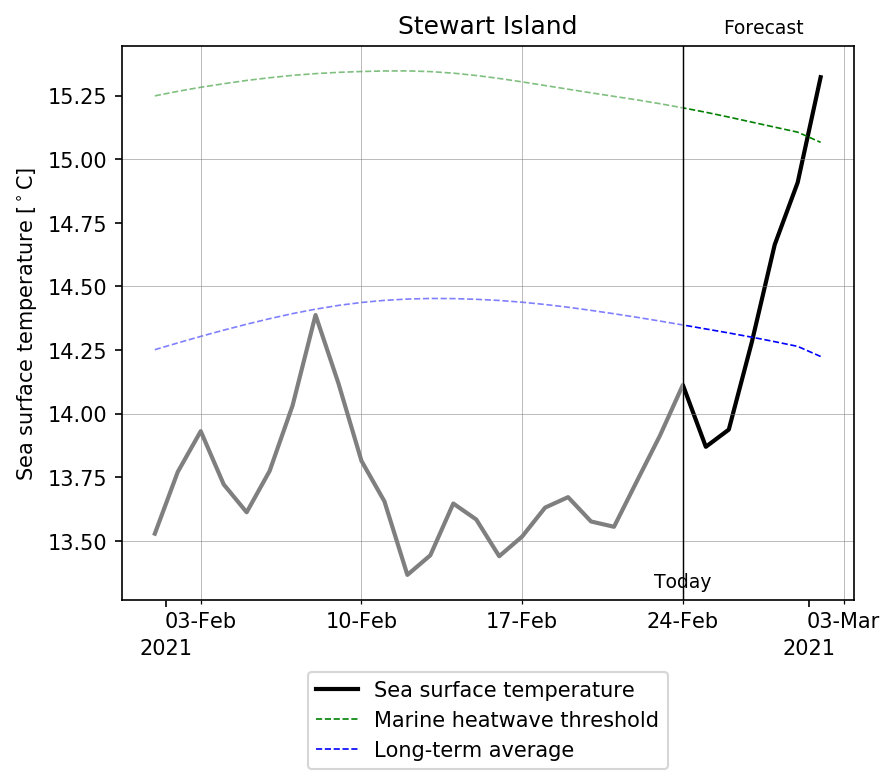 Stewart Island
Forecast
Sea surface temperature [°C]
15.25
15.00
14.75
14.50
14.25
14.00
13.75
13.50
Today
03-Feb
10-Feb
17-Feb
24-Feb
03-Mar
2021
2021
Sea surface temperature
Marine heatwave threshold
Long-term average